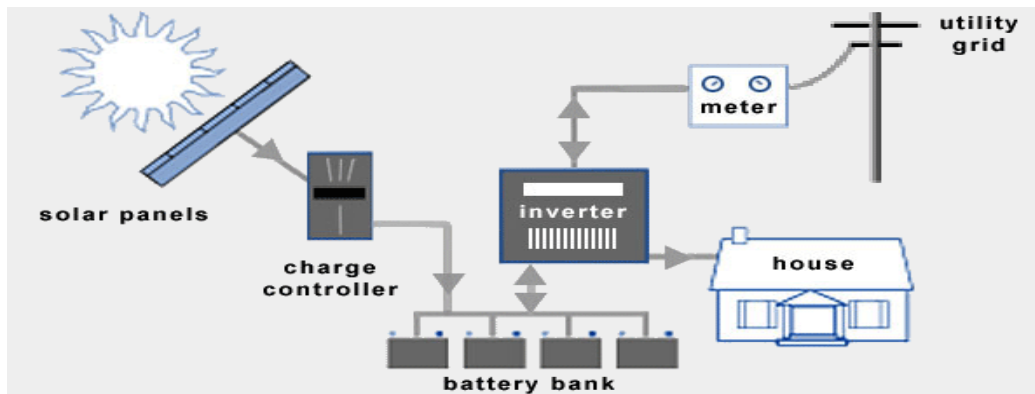 utility
grid
meter
solar panels
inverter
charge
controller
house
battery bank